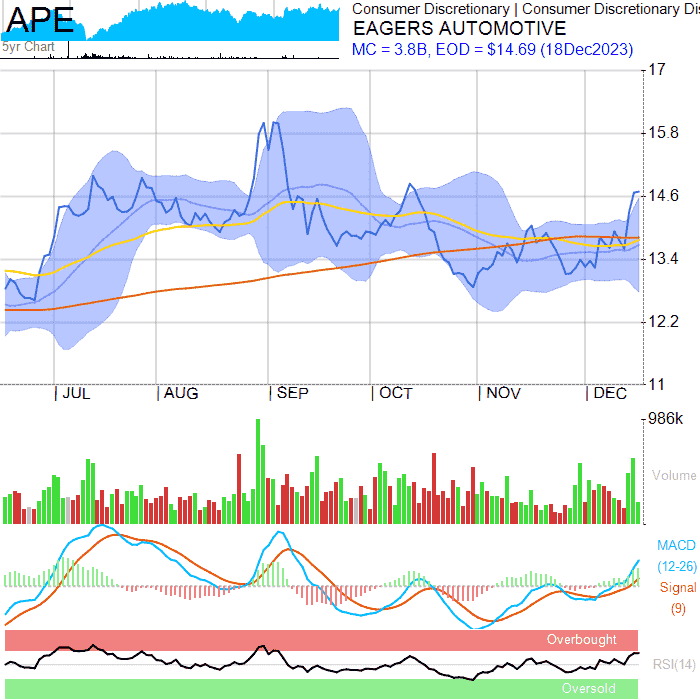 APE
5yr Chart
Consumer Discretionary | Consumer Discretionary Dis
EAGERS AUTOMOTIVE
MC = 3.8B, EOD = $14.69 (18Dec2023)
17
15.8
14.6
13.4
12.2
11
JUL AUG SEP OCT NOV DEC
986k
Volume
MACD
(12-26)
Signal
(9)
Overbought
RSI(14)
Oversold